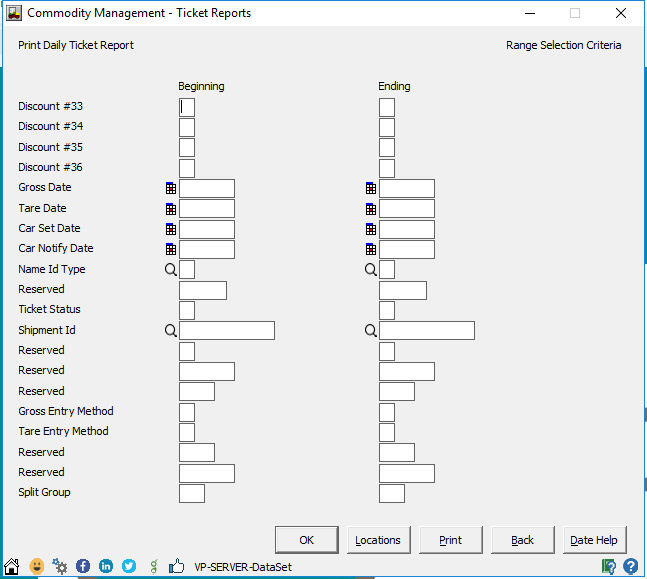 Commodity Management - Ticket Reports
Print Daily Ticket Report Range Selection Criteria
Beginning Ending
Discount #33
Discount #34
Discount #35
Discount #36
Gross Date
Tare Date
Car Set Date
Car Notify Date
Name Id Type
Reserved
Ticket Status
Shipment Id
Reserved
Reserved
Reserved
Gross Entry Method
Tare Entry Method
Reserved
Reserved
Split Group
OK Locations Print Back Date Help
VP-SERVER-DataSet